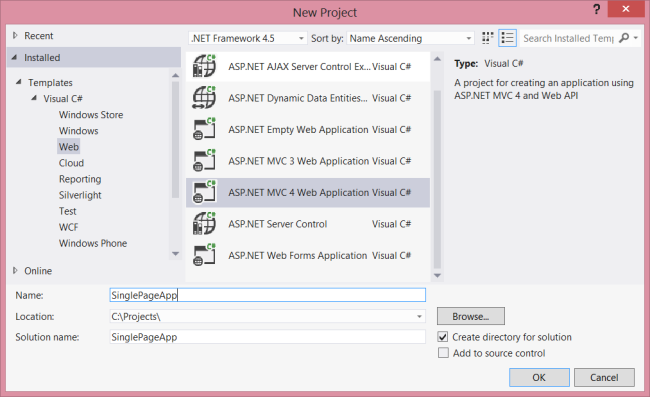 New Project
? ×
Recent
Installed
Templates
Visual C#
Windows Store
Windows
Web
Cloud
Reporting
Silverlight
Test
WCF
Windows Phone
Online
.NET Framework 4.5 Sort by: Name Ascending Search Installed Temp
ASP.NET AJAX Server Control Ex... Visual C#
ASP.NET Dynamic Data Entities... Visual C#
ASP.NET Empty Web Application Visual C#
ASP.NET MVC 3 Web Application Visual C#
ASP.NET MVC 4 Web Application Visual C#
ASP.NET Server Control Visual C#
ASP.NET Web Forms Application Visual C#
Type: Visual C#
A project for creating an application using
ASP.NET MVC 4 and Web API
Name: SinglePageApp
Location: C:\Projects\ Browse...
Solution name: SinglePageApp
Create directory for solution
Add to source control
OK Cancel